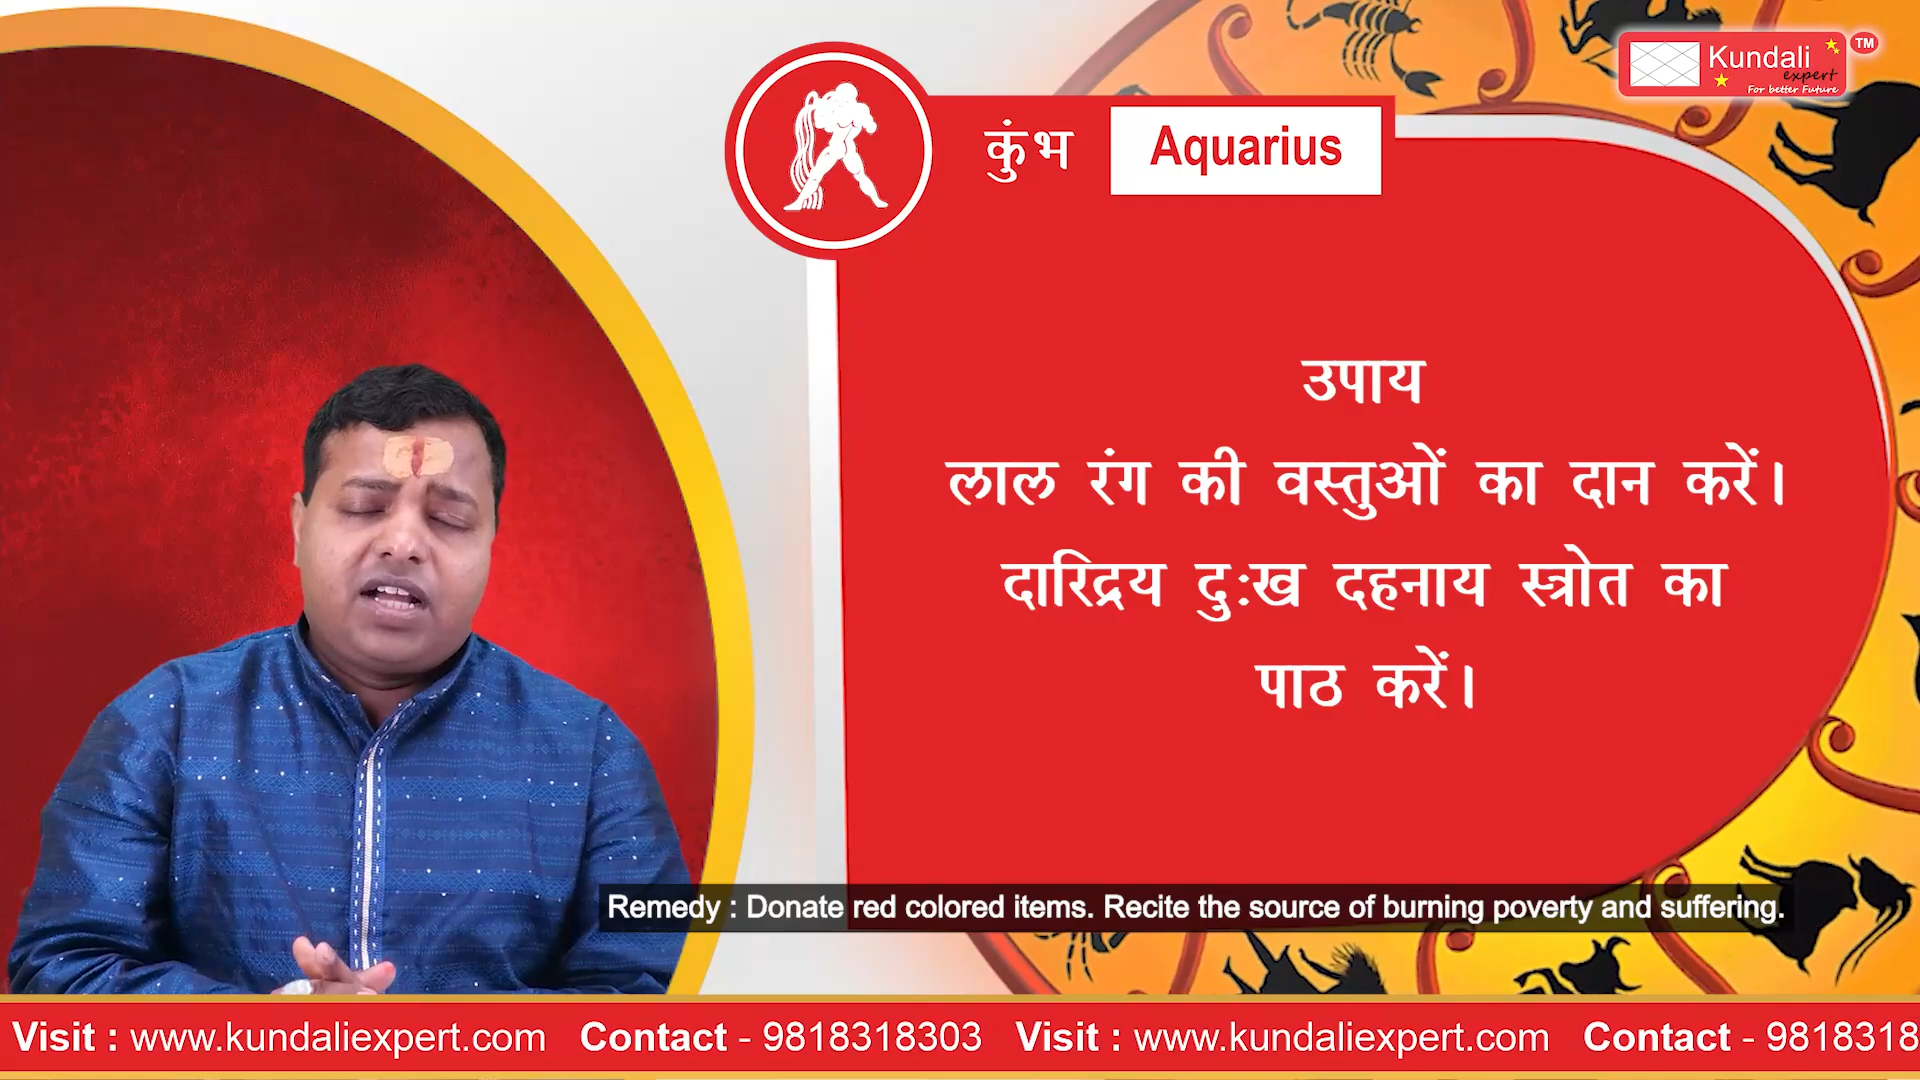 Kundali
expert
For better Future
TM
कुंभ
Aquarius
उपाय
लाल रंग की वस्तुओं का दान करें।
दारिद्रय दुःख दहनाय स्त्रोत का
पाठ करें।
Remedy : Donate red colored items. Recite the source of burning poverty and suffering.
Visit : www.kundaliexpert.com Contact - 9818318303 Visit : www.kundaliexpert.com Contact - 9818318